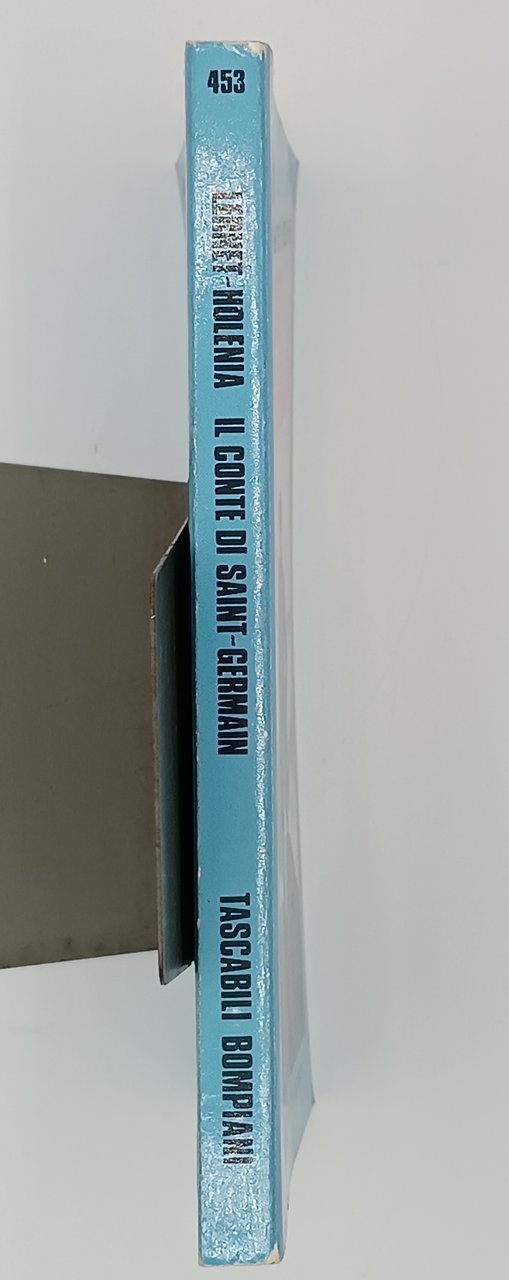 453
LERNET-HOLENIA IL CONTE DI SAINT-GERMAIN
TASCABILI BOMPIANI